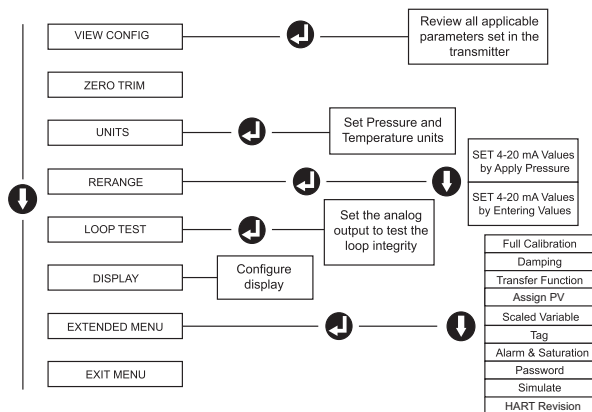 VIEW CONFIG
Review all applicable
parameters set in the
transmitter
ZERO TRIM
UNITS
Set Pressure and
Temperature units
RERANGE
SET 4-20 mA Values
by Apply Pressure
SET 4-20 mA Values
by Entering Values
LOOP TEST
Set the analog
output to test the
loop integrity
DISPLAY
Configure
display
EXTENDED MENU
Full Calibration
Damping
Transfer Function
Assign PV
Scaled Variable
Tag
Alarm & Saturation
Password
Simulate
HART Revision
EXIT MENU